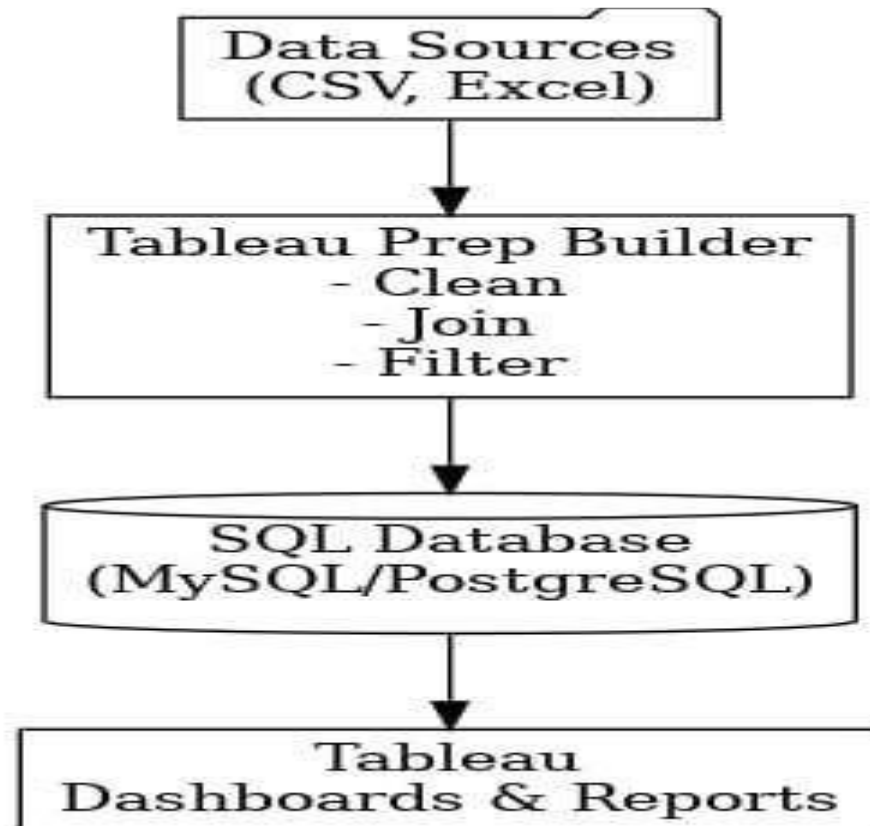 Data Sources
(CSV, Excel)
Tableau Prep Builder
- Clean
- Join
- Filter
SQL Database
(MySQL/PostgreSQL)
Tableau
Dashboards & Reports